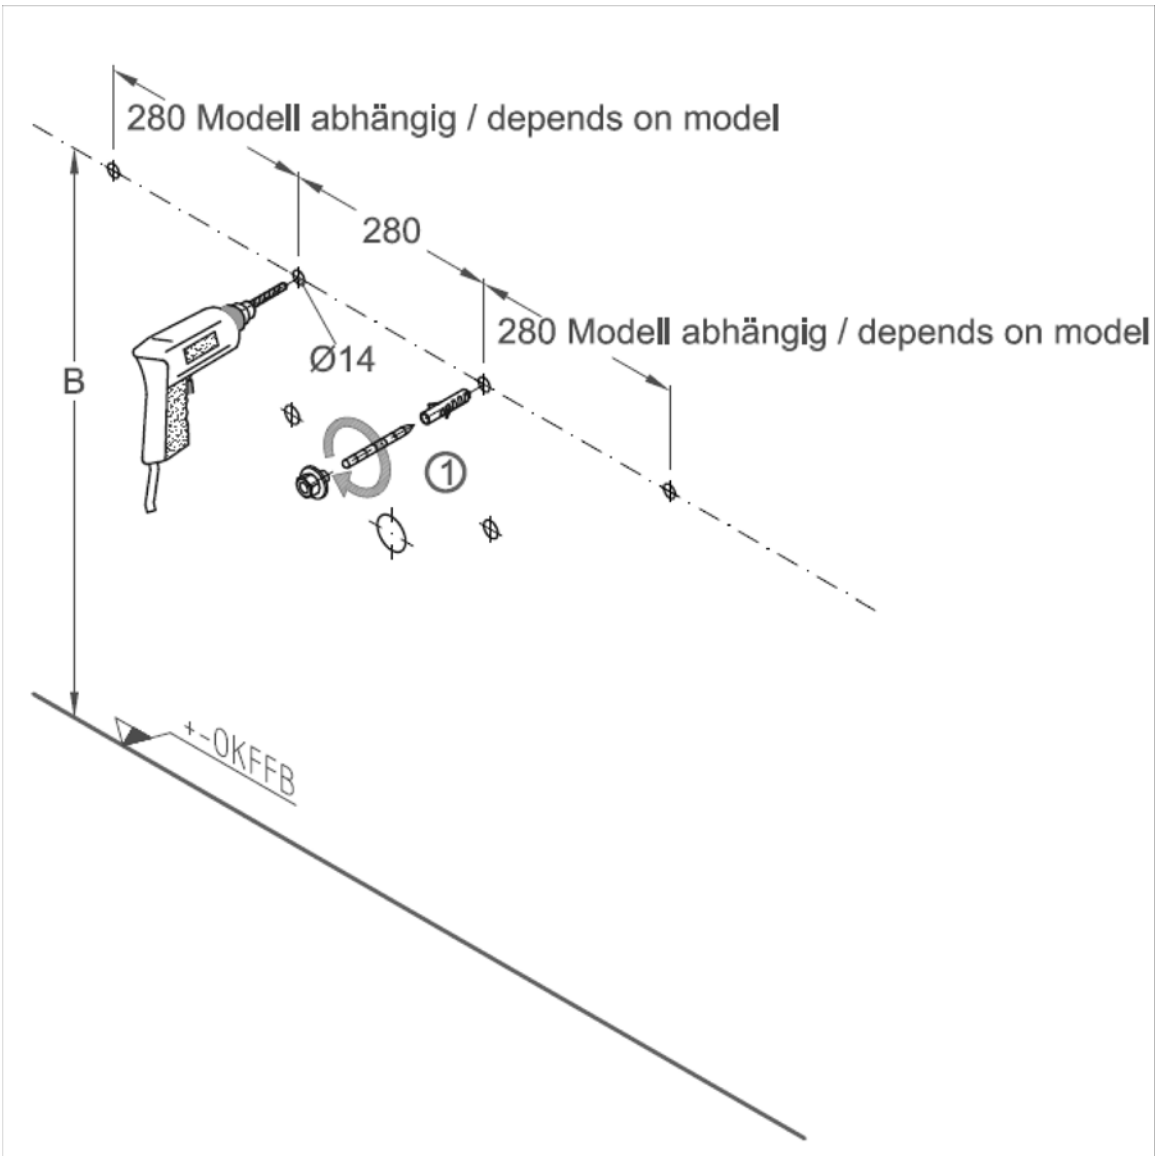 280 Modell abhängig / depends on model
280
280 Modell abhängig / depends on model
Ø14
B
1
+-OKFFB